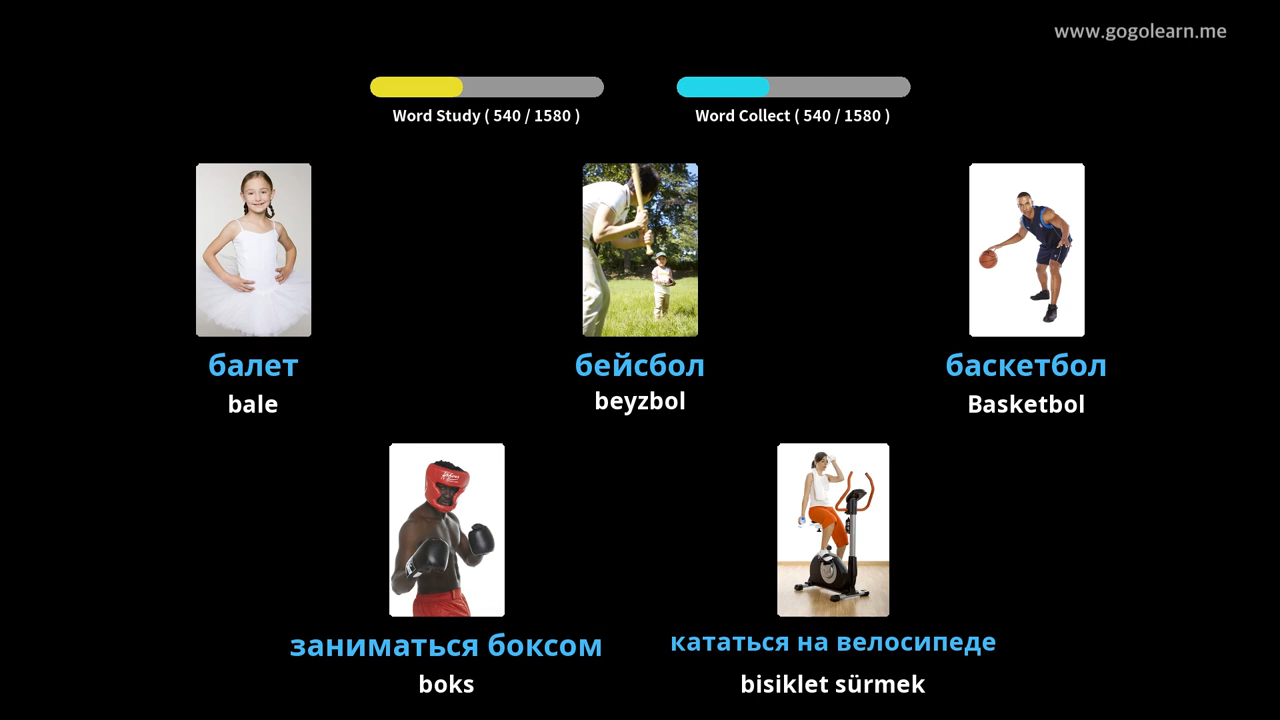 www.gogolearn.me
Word Study ( 540 / 1580 )
Word Collect ( 540 / 1580 )
балет
бейсбол
баскетбол
bale
beyzbol
Basketbol
заниматься боксом
кататься на велосипеде
boks
bisiklet sürmek